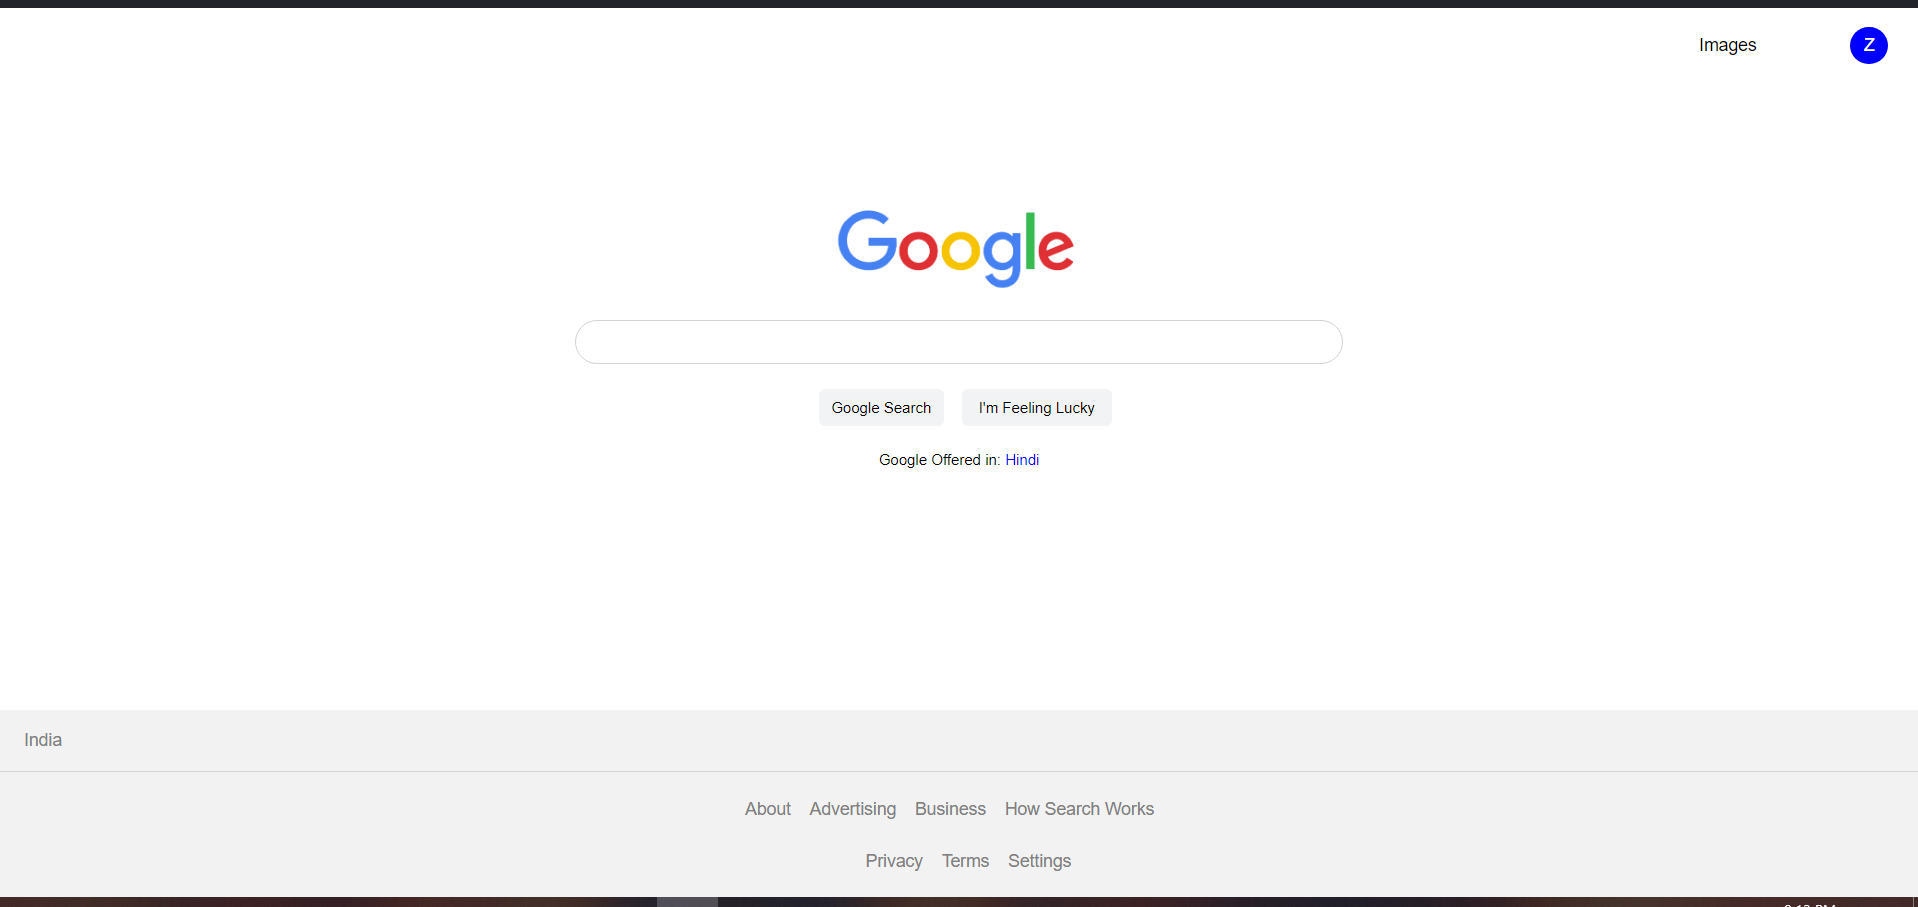 Images
Z
Google
Google Search
I'm Feeling Lucky
Google Offered in: Hindi
India
About Advertising Business How Search Works
Privacy Terms Settings